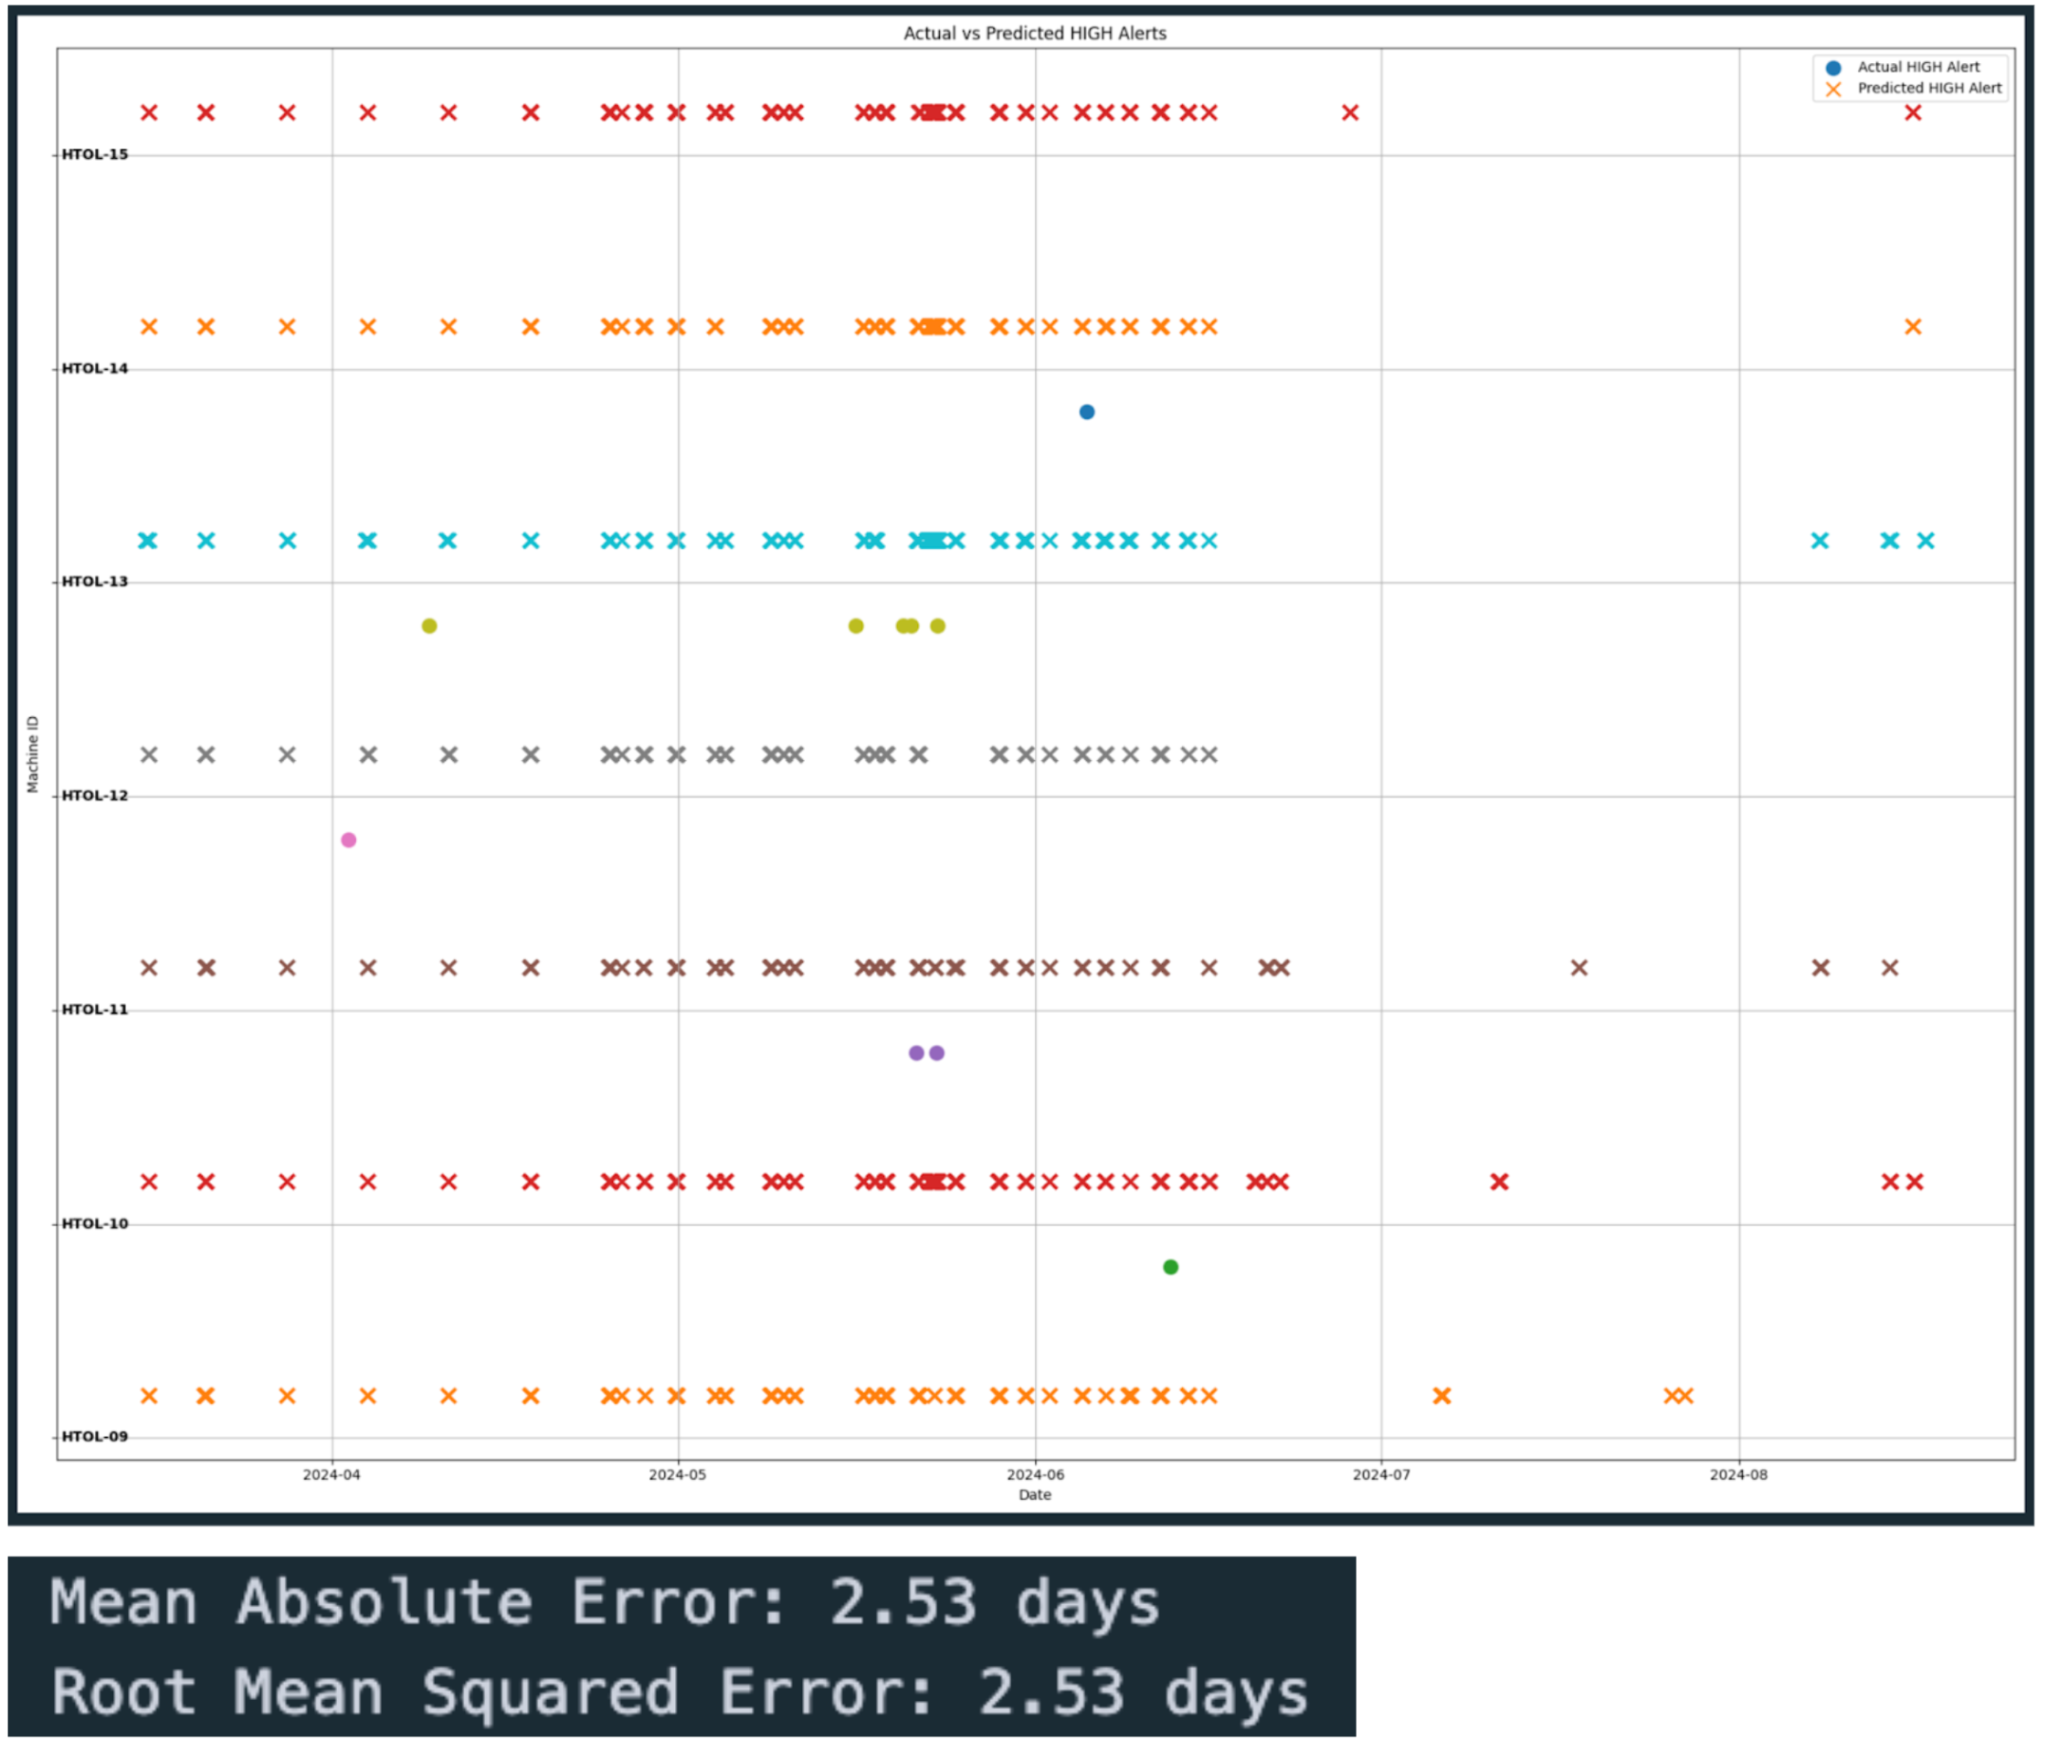 Actual vs Predicted HIGH Alerts
Actual HIGH Alert
Predicted HIGH Alert
HTOL-15
HTOL-14
HTOL-13
HTOL-12
HTOL-11
HTOL-10
HTOL-09
Machine ID
2024-04 2024-05 2024-06 2024-07 2024-08
Date
Mean Absolute Error: 2.53 days
Root Mean Squared Error: 2.53 days